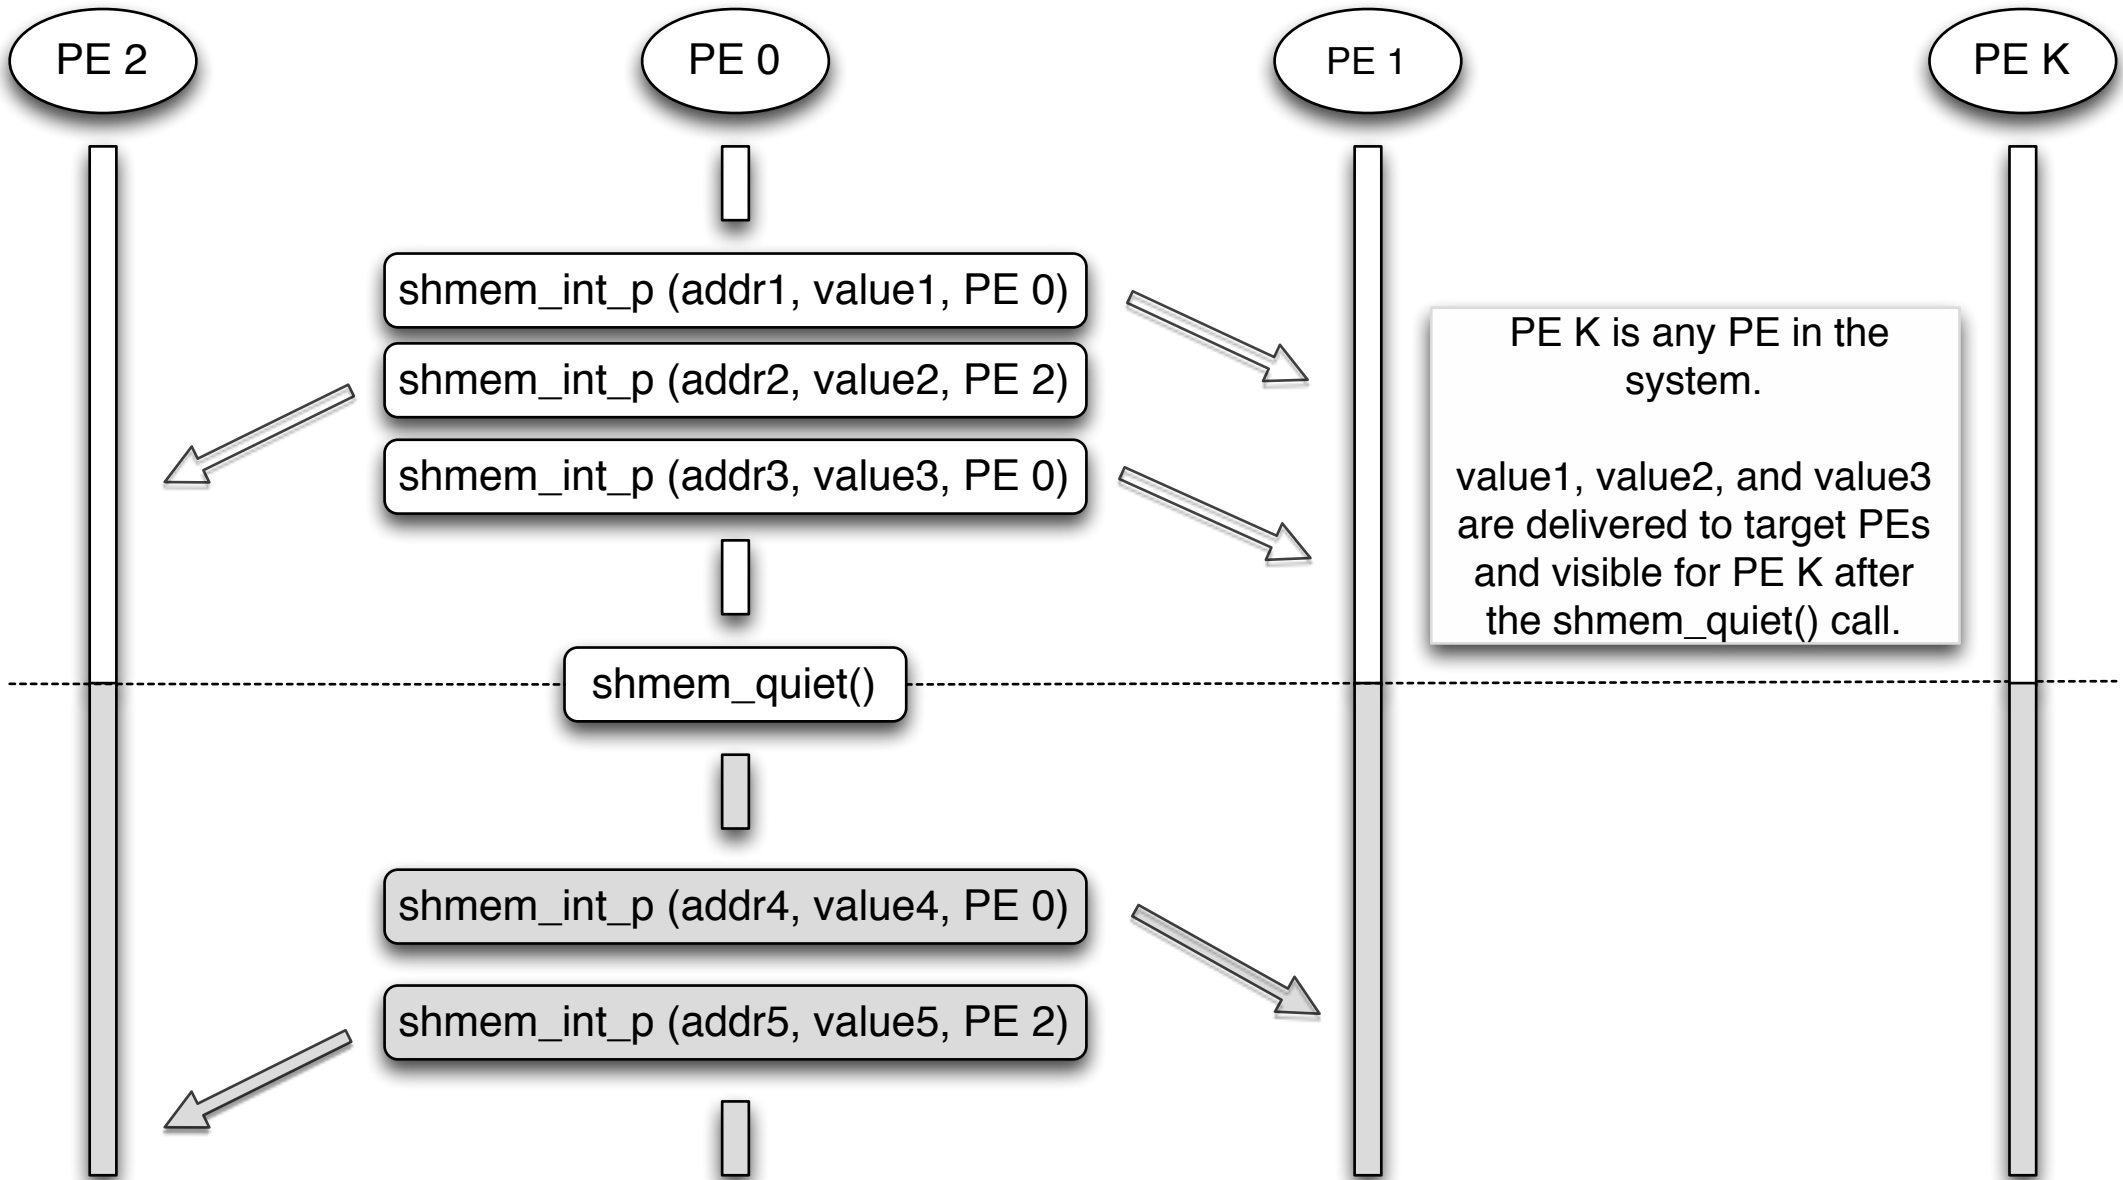 PE 2
PE 0
PE 1
PE K
shmem_int_p (addr1, value1, PE 0)
shmem_int_p (addr2, value2, PE 2)
shmem_int_p (addr3, value3, PE 0)
PE K is any PE in the
system.
value1, value2, and value3
are delivered to target PEs
and visible for PE K after
the shmem_quiet() call.
shmem_quiet()
shmem_int_p (addr4, value4, PE 0)
shmem_int_p (addr5, value5, PE 2)